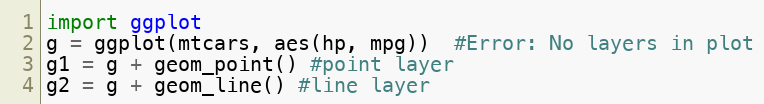 1 import ggplot
2 g = ggplot(mtcars, aes(hp, mpg))  #Error: No layers in plot
3 g1 = g + geom_point() #point layer
4 g2 = g + geom_line() #line layer